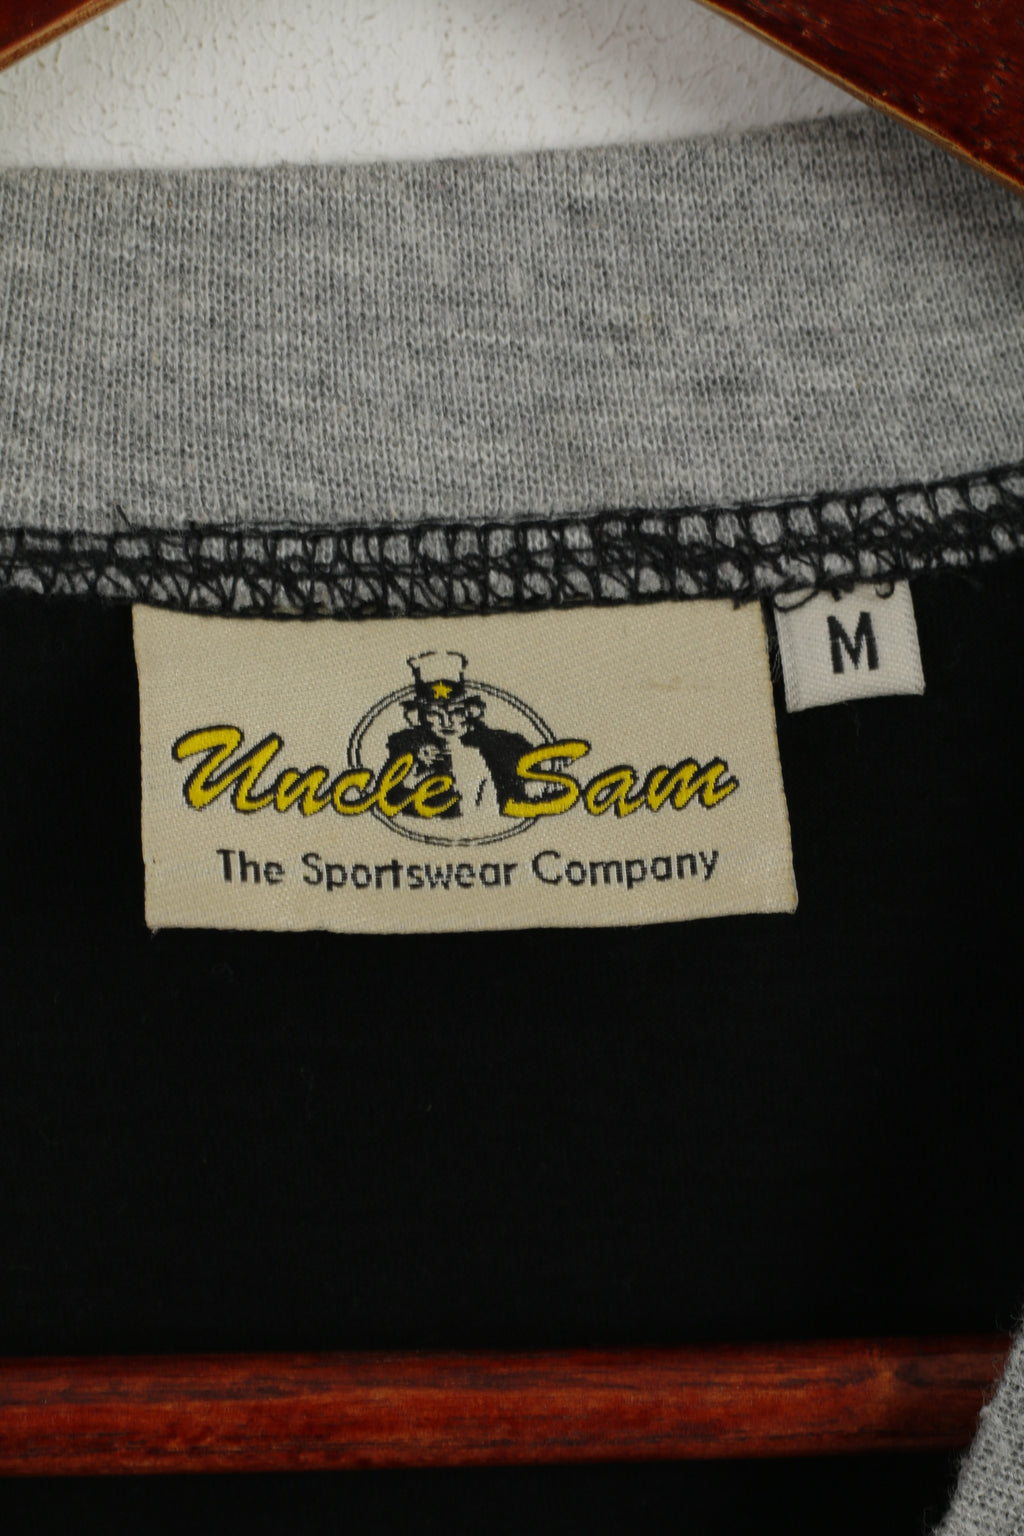 Uncle Sam
The Sportswear Company
M